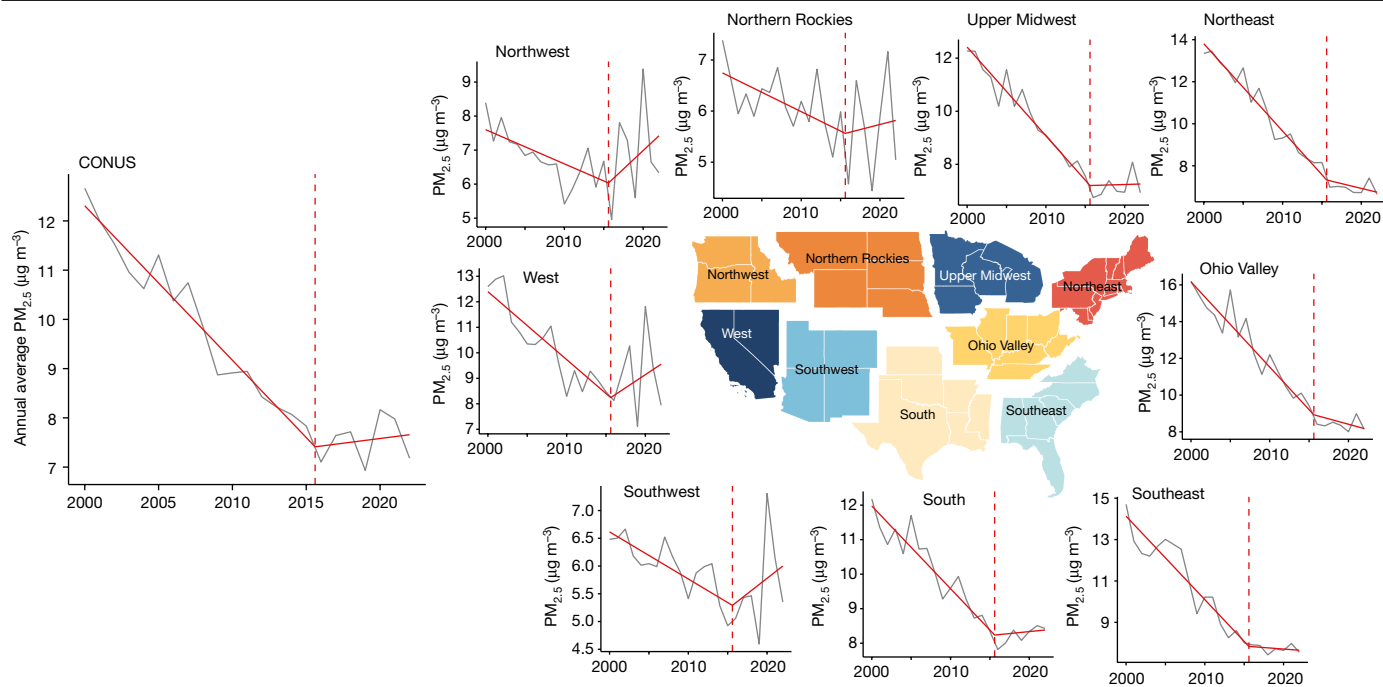 CONUS
Annual average PM2.5 (µg m–3)
12
11
10
9
8
7
2000 2005 2010 2015 2020
Northwest
PM2.5 (µg m–3)
9
8
7
6
5
2000 2010 2020
Northern Rockies
PM2.5 (µg m–3)
7
6
5
2000 2010 2020
Upper Midwest
PM2.5 (µg m–3)
12
8
2000 2010 2020
Northeast
PM2.5 (µg m–3)
14
12
10
8
2000 2010 2020
West
PM2.5 (µg m–3)
13
12
11
10
9
8
7
2000 2010 2020
Northwest
Northern Rockies
Upper Midwest
Northeast
West
Southwest
Ohio Valley
South
Southeast
Ohio Valley
PM2.5 (µg m–3)
16
14
12
10
8
2000 2010 2020
Southwest
PM2.5 (µg m–3)
7.0
6.5
6.0
5.5
5.0
4.5
2000 2010 2020
South
PM2.5 (µg m–3)
12
11
10
9
8
2000 2010 2020
Southeast
PM2.5 (µg m–3)
15
13
11
9
2000 2010 2020